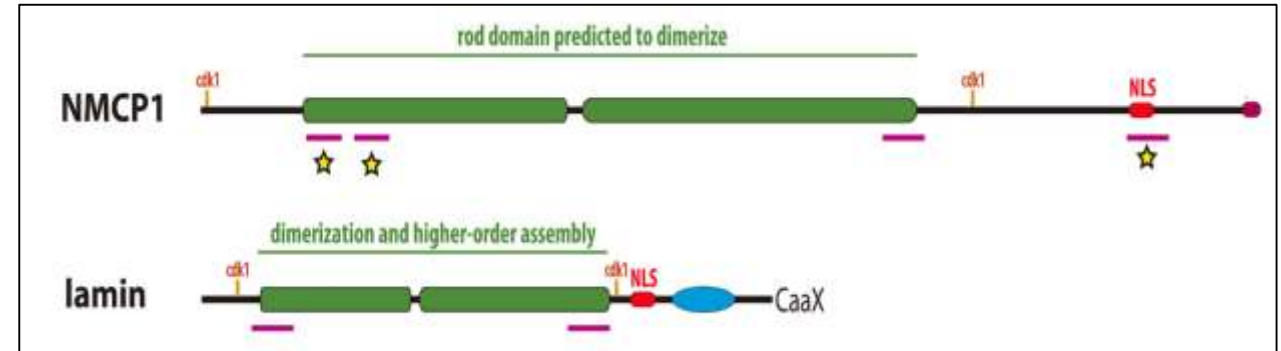 rod domain predicted to dimerize
cdk1
cdk1
NLS
NMCP1
dimerization and higher-order assembly
cdk1
cdk1
NLS
lamin
CaaX